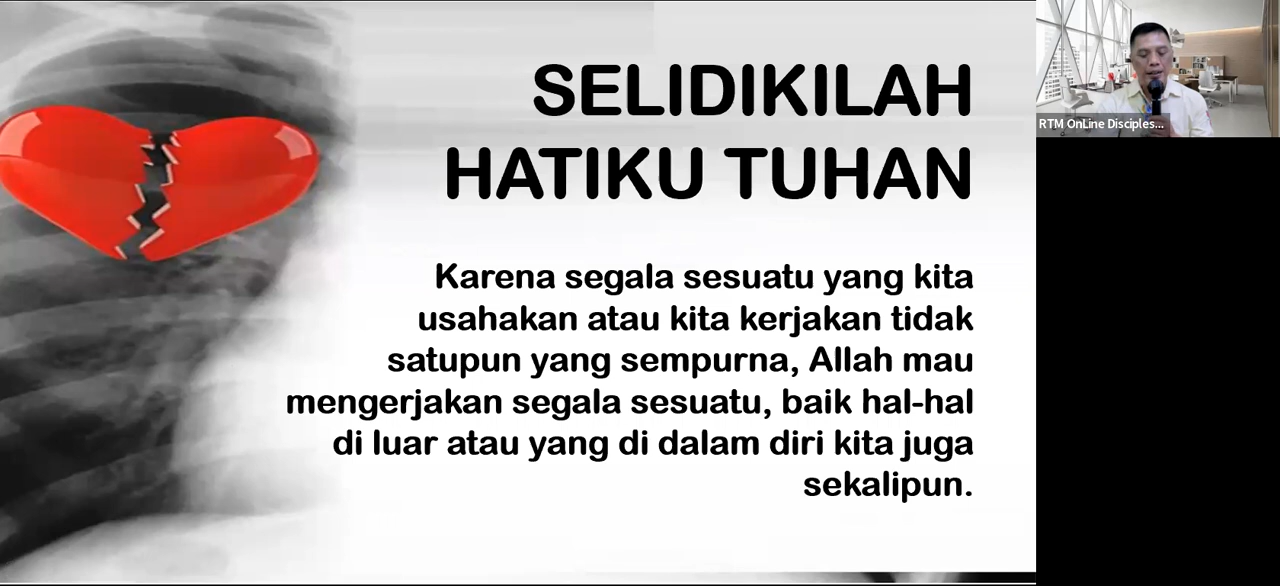 SELIDIKILAH
HATIKU TUHAN
Karena segala sesuatu yang kita
usahakan atau kita kerjakan tidak
satupun yang sempurna, Allah mau
mengerjakan segala sesuatu, baik hal-hal
di luar atau yang di dalam diri kita juga
sekalipun.
RTM OnLine Disciples...